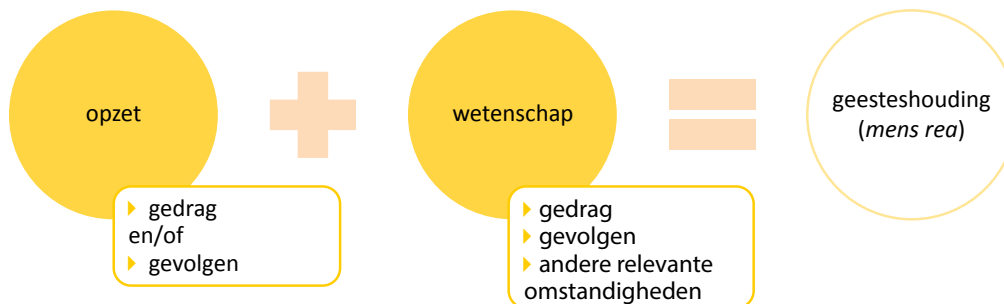 opzet
gedrag
en/of
gevolgen
wetenschap
gedrag
gevolgen
andere relevante
omstandigheden
geesteshouding
(mens rea)